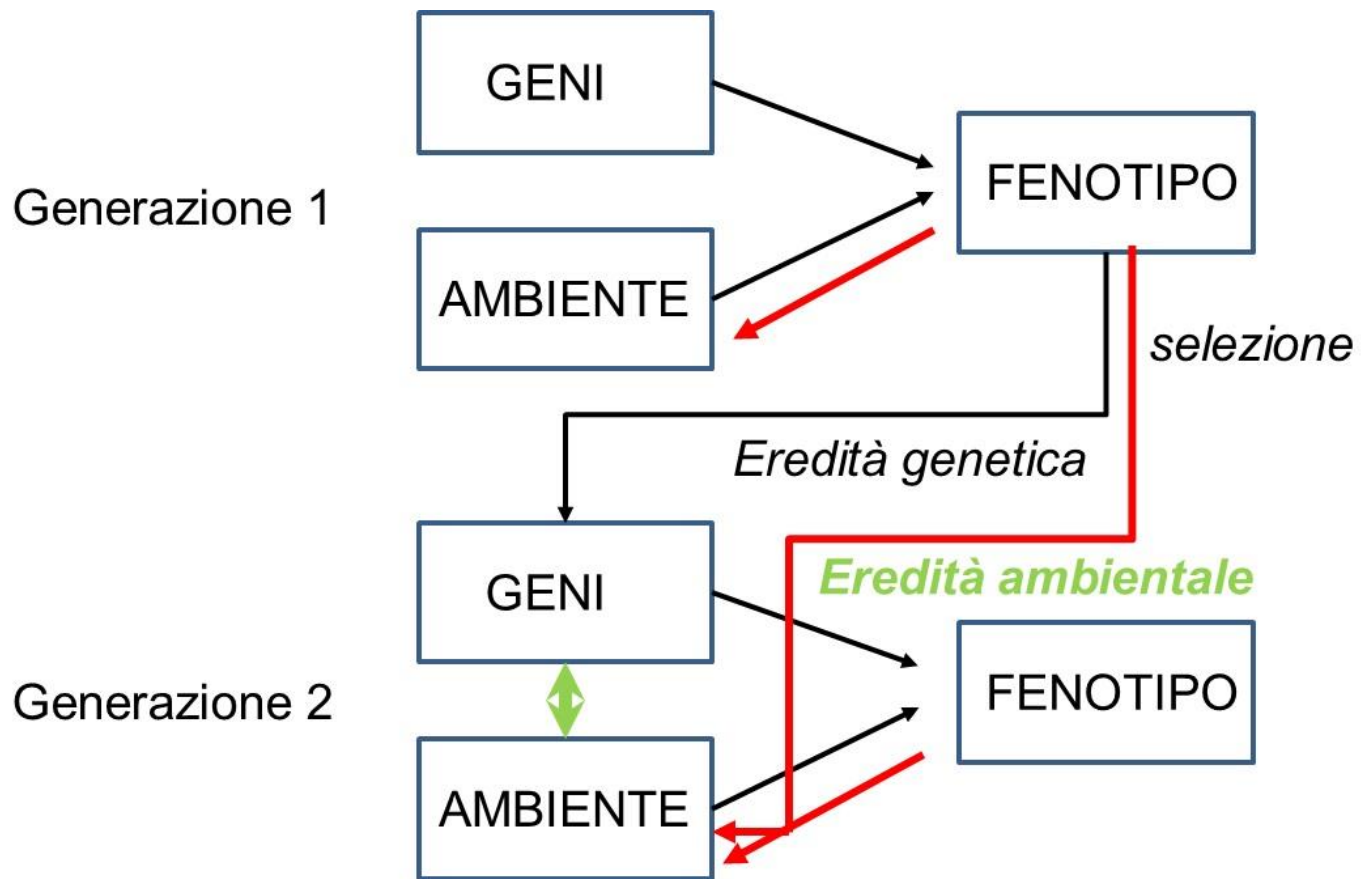 GENI
FENOTIPO
Generazione 1
AMBIENTE
selezione
Eredità genetica
Eredità ambientale
GENI
FENOTIPO
Generazione 2
AMBIENTE